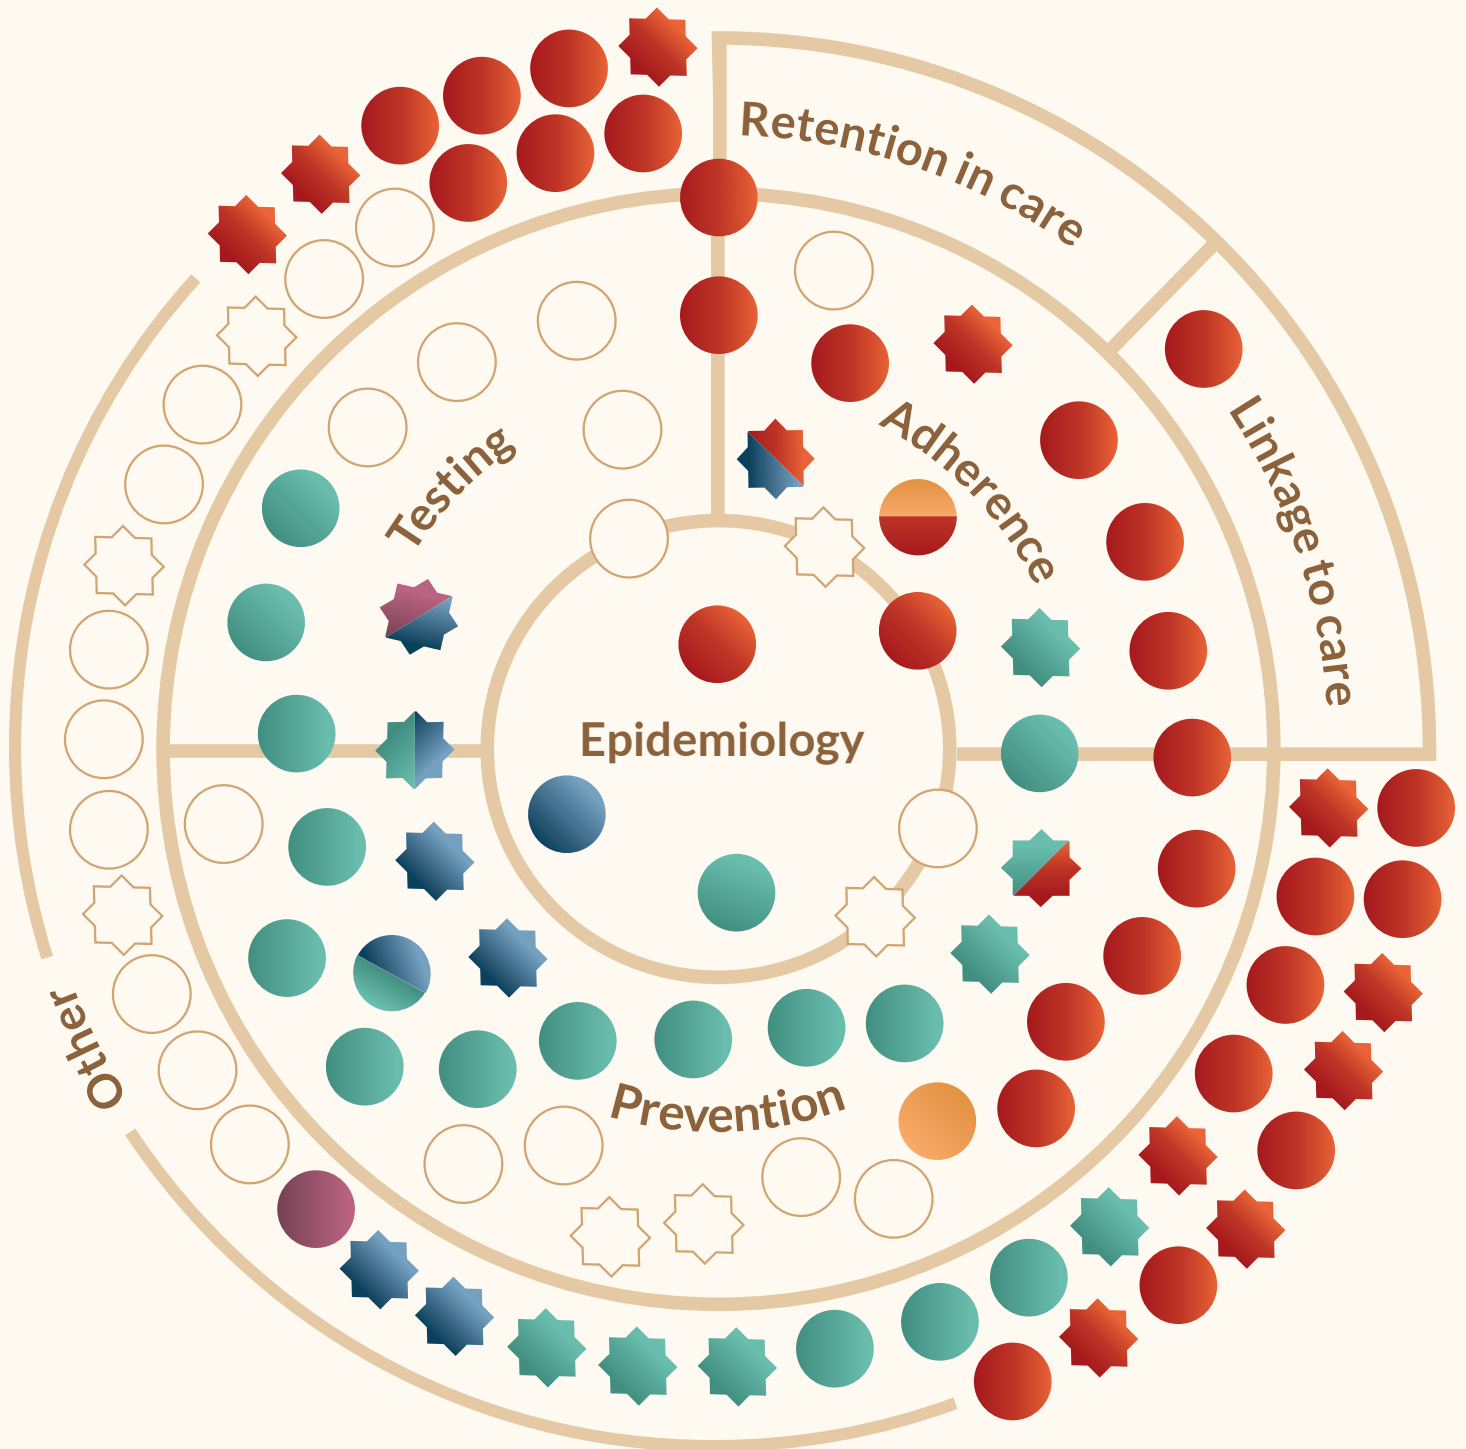 Retention in care
Linkage to care
Adherence
Testing
Epidemiology
Prevention
Other